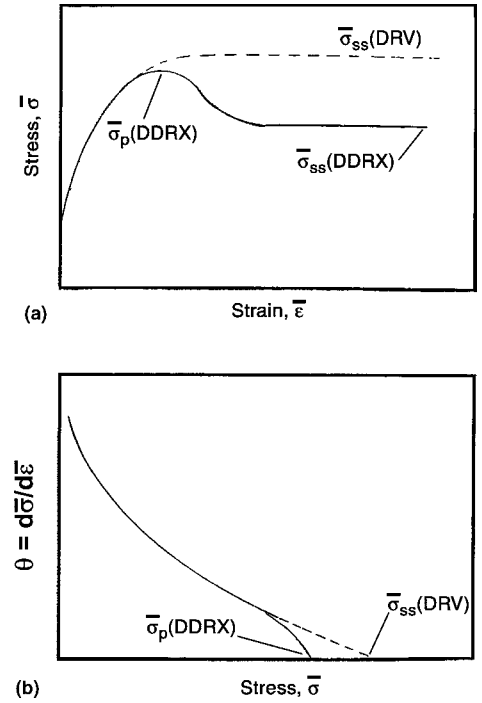 σ̅ss(DRV)
σ̅p(DDRX)
σ̅ss(DDRX)
Stress, σ̅
Strain, ε̅
(a)
θ = dσ̅/dε̅
σ̅ss(DRV)
σ̅p(DDRX)
(b)
Stress, σ̅